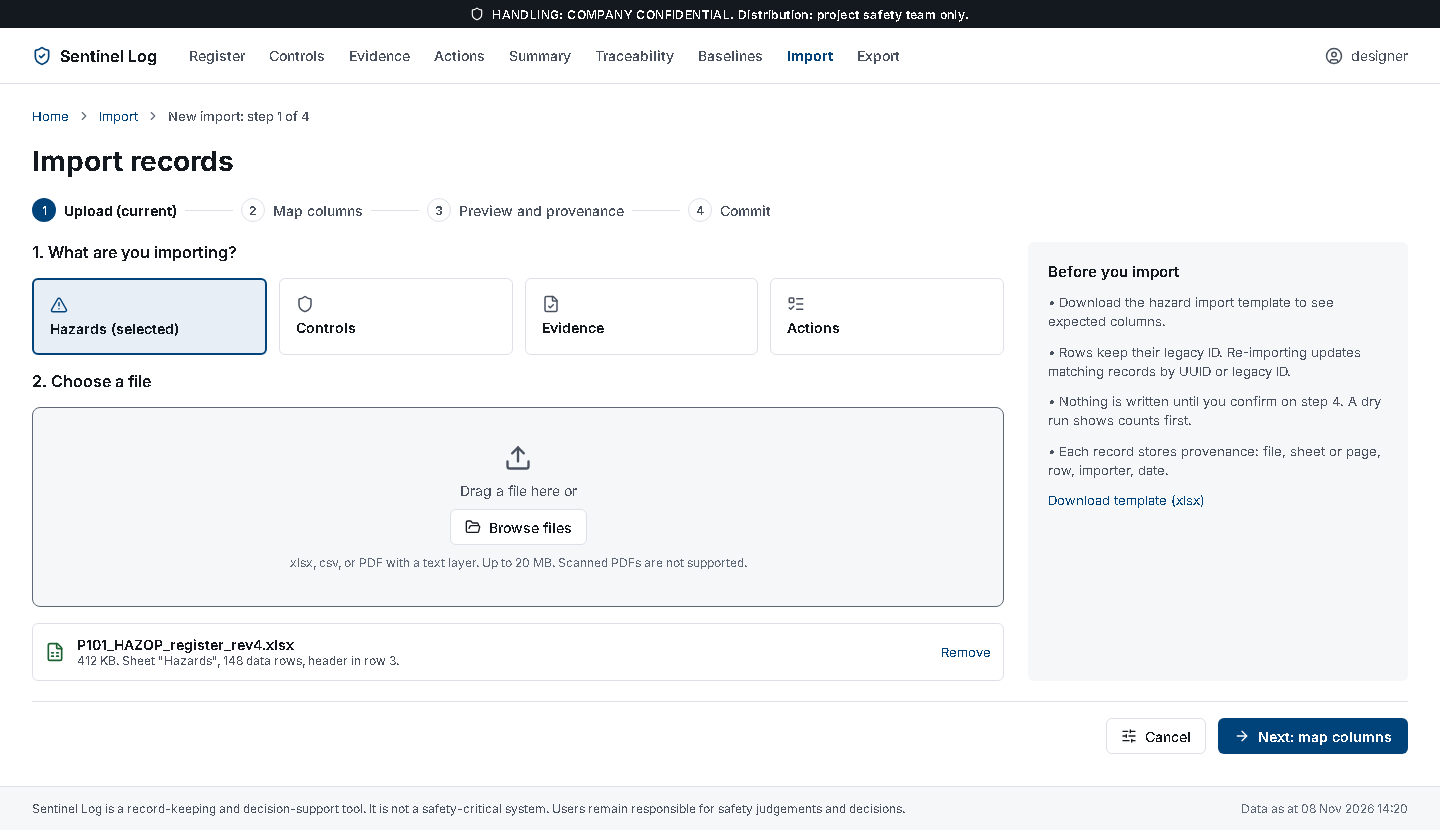 HANDLING: COMPANY CONFIDENTIAL. Distribution: project safety team only.
Sentinel Log Register Controls Evidence Actions Summary Traceability Baselines Import Export designer
Home > Import > New import: step 1 of 4
Import records
1 Upload (current) 2 Map columns 3 Preview and provenance 4 Commit
1. What are you importing?
Hazards (selected) Controls Evidence Actions
2. Choose a file
Drag a file here or
Browse files
xlsx, csv, or PDF with a text layer. Up to 20 MB. Scanned PDFs are not supported.
P101_HAZOP_register_rev4.xlsx
412 KB. Sheet "Hazards", 148 data rows, header in row 3.
Remove
Before you import
• Download the hazard import template to see
expected columns.
• Rows keep their legacy ID. Re-importing updates
matching records by UUID or legacy ID.
• Nothing is written until you confirm on step 4. A dry
run shows counts first.
• Each record stores provenance: file, sheet or page,
row, importer, date.
Download template (xlsx)
Cancel Next: map columns
Sentinel Log is a record-keeping and decision-support tool. It is not a safety-critical system. Users remain responsible for safety judgements and decisions. Data as at 08 Nov 2026 14:20